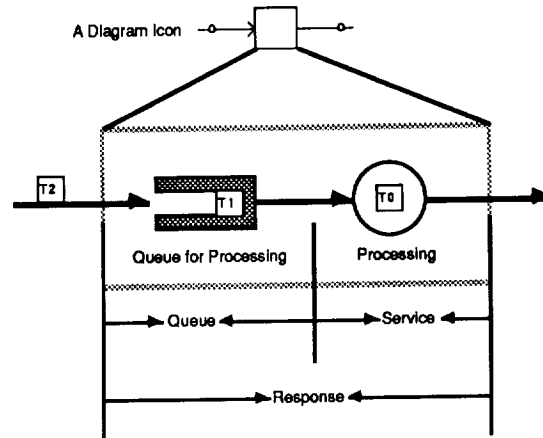 A Diagram Icon
T2
T1
T0
Queue for Processing
Processing
Queue
Service
Response